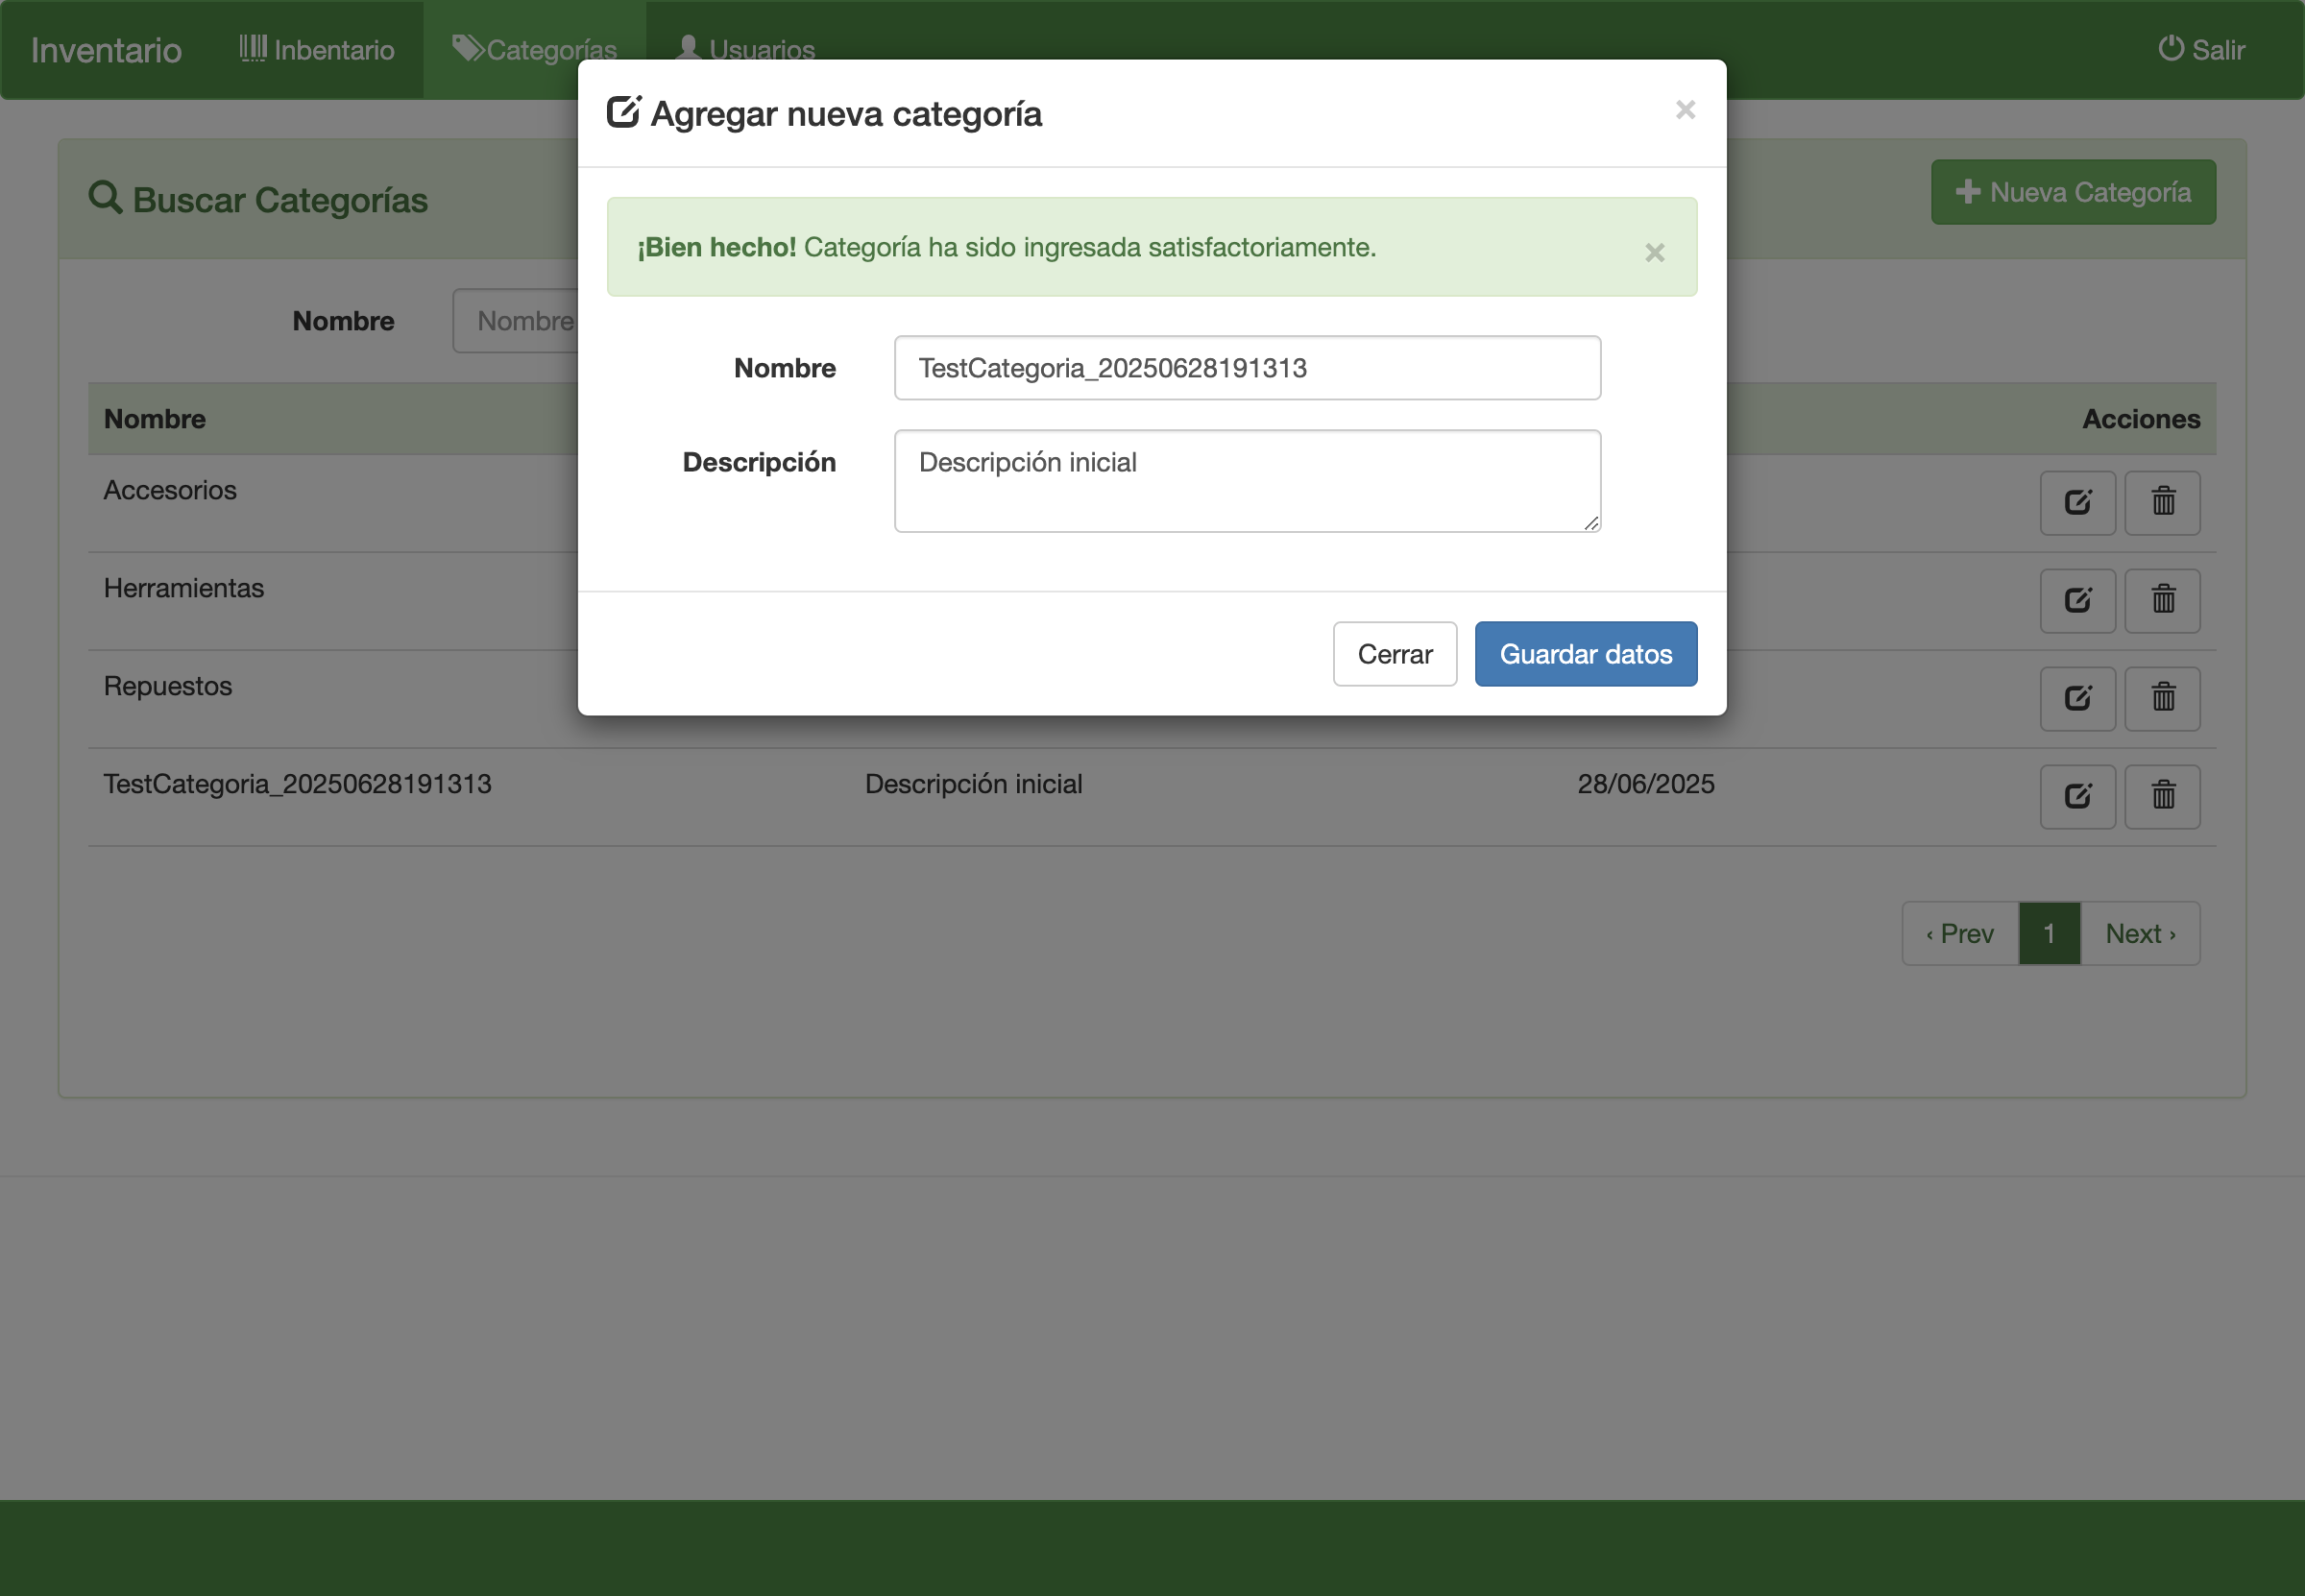 Inventario Inbentario Categorías Usuarios Salir
Agregar nueva categoría ×
Buscar Categorías Nueva Categoría
¡Bien hecho! Categoría ha sido ingresada satisfactoriamente. ×
Nombre Nombre
Nombre TestCategoria_20250628191313
Descripción Descripción inicial
Cerrar Guardar datos
Nombre Acciones
Accesorios
Herramientas
Repuestos
TestCategoria_20250628191313 Descripción inicial 28/06/2025
‹ Prev 1 Next ›